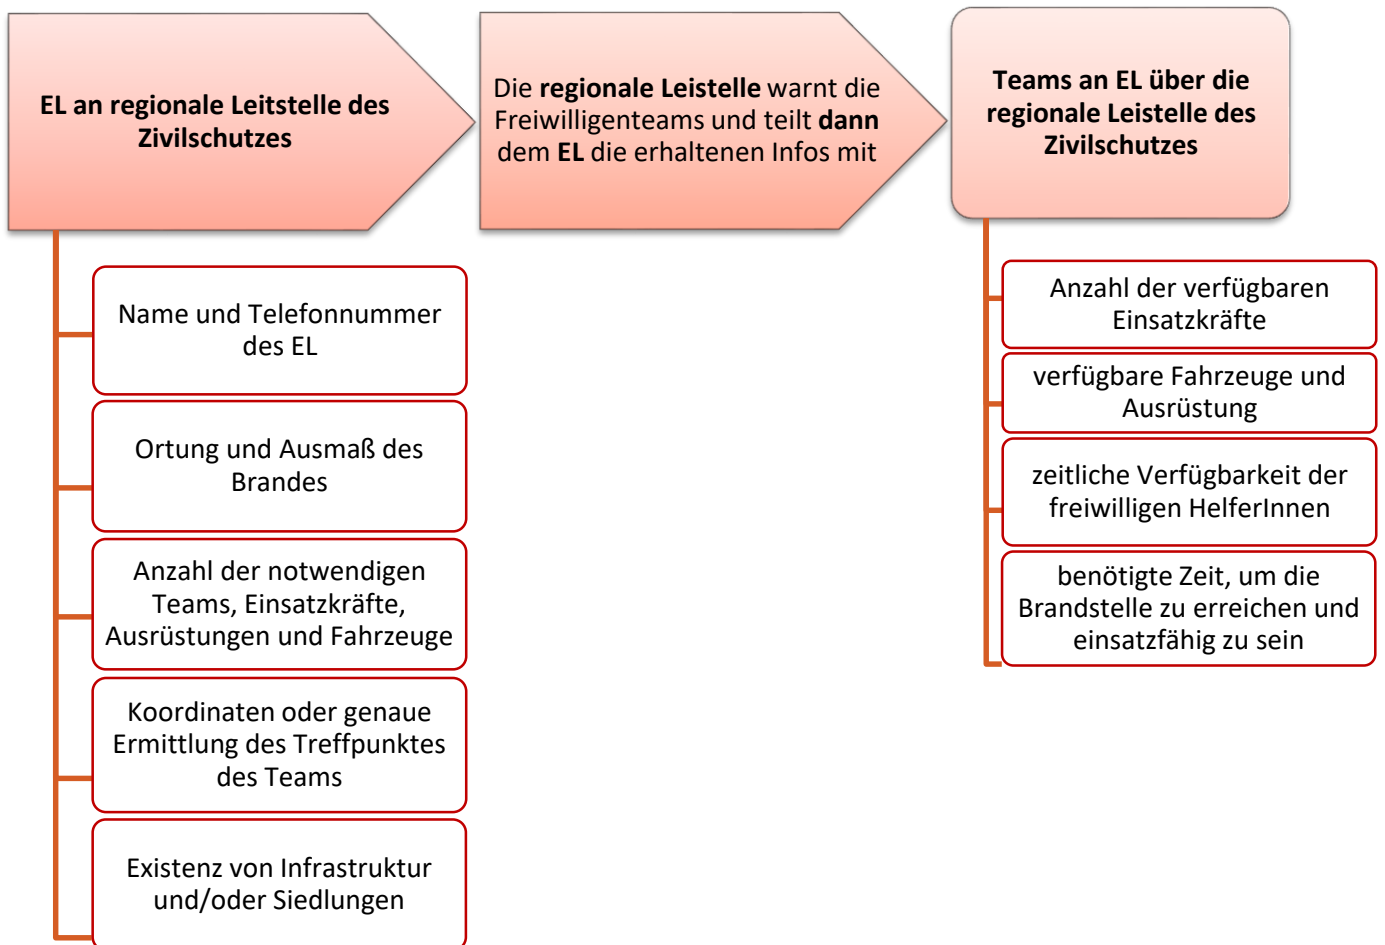 EL an regionale Leitstelle des
Zivilschutzes
Die regionale Leistelle warnt die
Freiwilligenteams und teilt dann
dem EL die erhaltenen Infos mit
Teams an EL über die
regionale Leistelle des
Zivilschutzes
Name und Telefonnummer
des EL
Ortung und Ausmaß des
Brandes
Anzahl der notwendigen
Teams, Einsatzkräfte,
Ausrüstungen und Fahrzeuge
Koordinaten oder genaue
Ermittlung des Treffpunktes
des Teams
Existenz von Infrastruktur
und/oder Siedlungen
Anzahl der verfügbaren
Einsatzkräfte
verfügbare Fahrzeuge und
Ausrüstung
zeitliche Verfügbarkeit der
freiwilligen HelferInnen
benötigte Zeit, um die
Brandstelle zu erreichen und
einsatzfähig zu sein